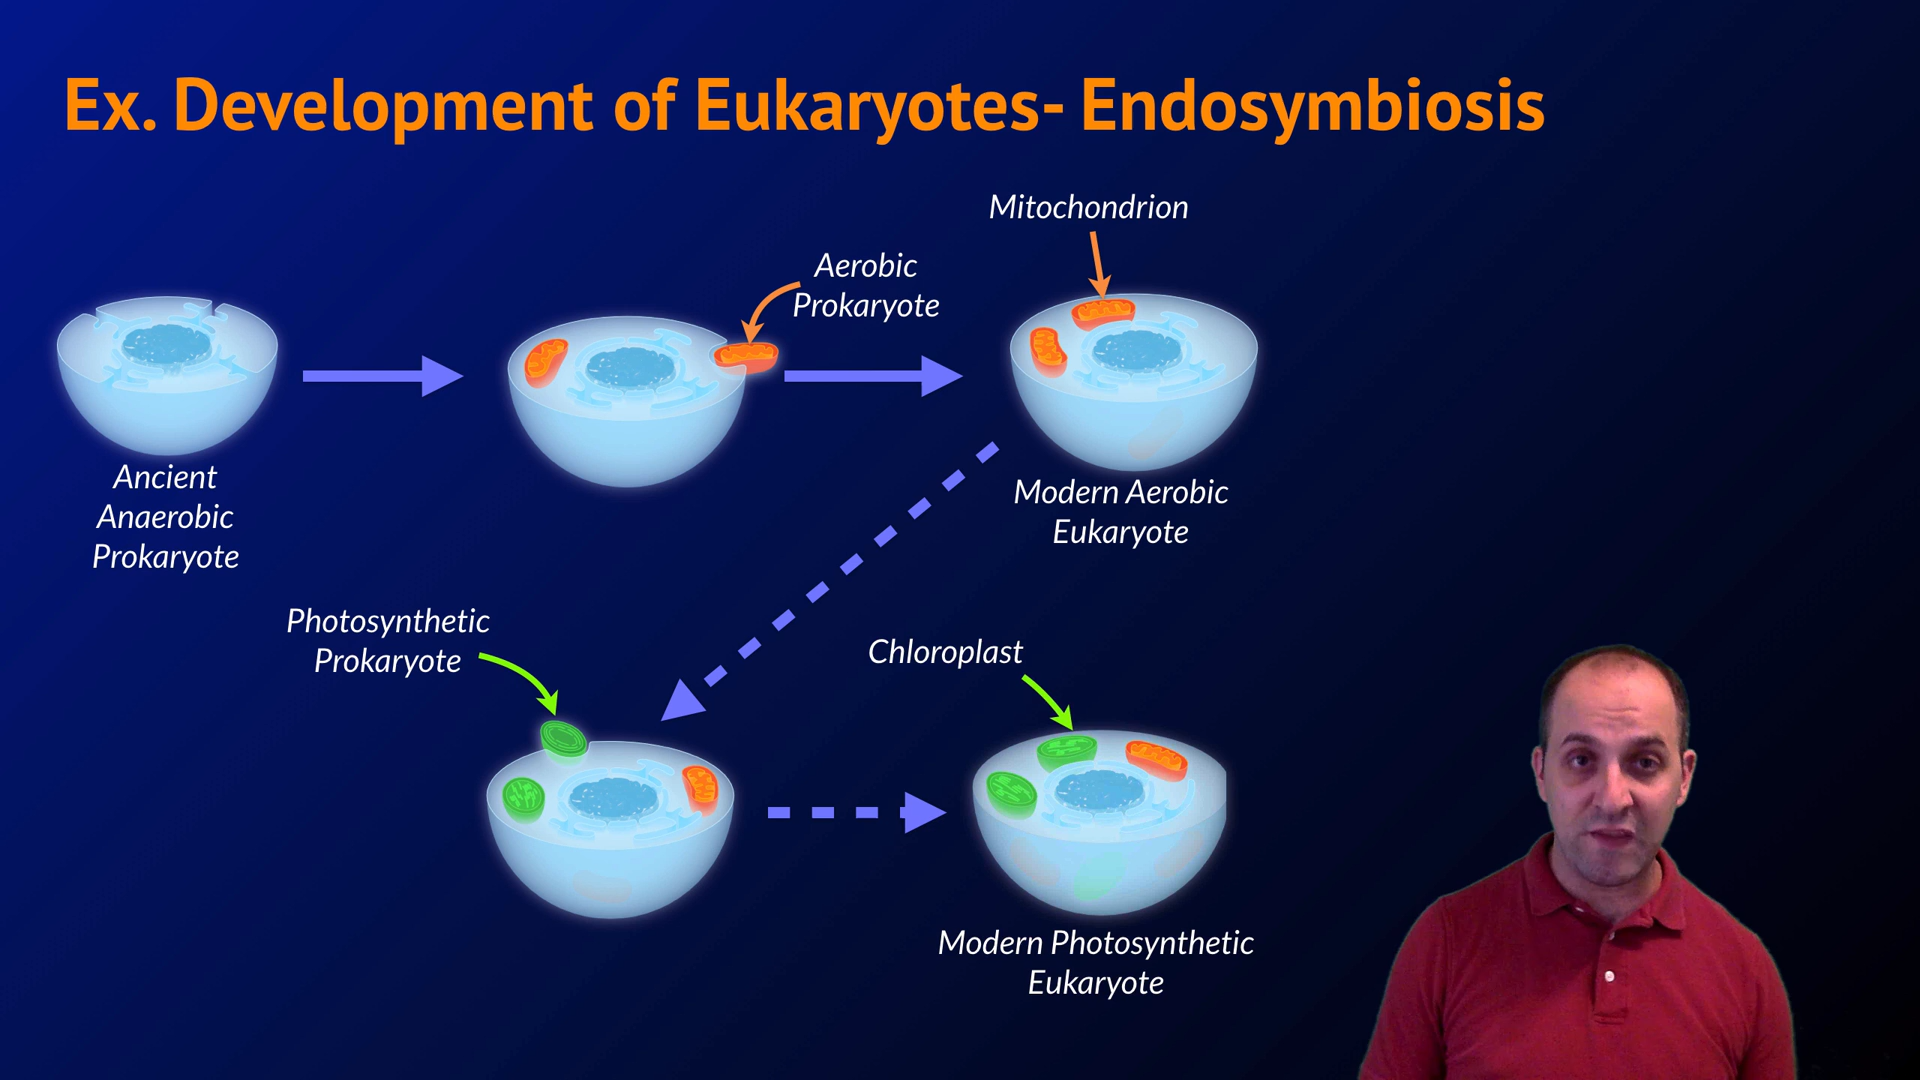 Ex. Development of Eukaryotes- Endosymbiosis
Mitochondrion
Aerobic
Prokaryote
Ancient
Anaerobic
Prokaryote
Modern Aerobic
Eukaryote
Photosynthetic
Prokaryote
Chloroplast
Modern Photosynthetic
Eukaryote